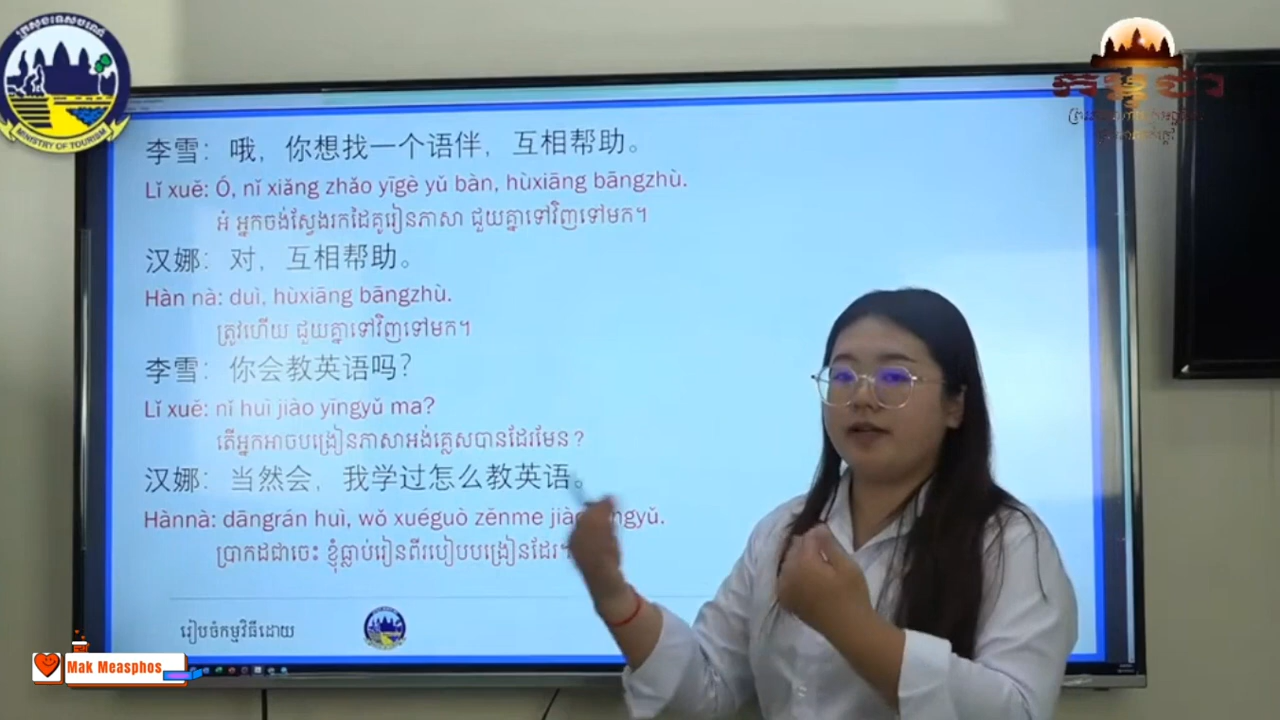 MINISTRY OF TOURISM
李雪：哦，你想找一个语伴，互相帮助。
Lǐ xuě: Ó, nǐ xiǎng zhǎo yīgè yǔ bàn, hùxiāng bāngzhù.
អំ អ្នកចង់ស្វែងរកដៃគូរៀនភាសា ជួយគ្នាទៅវិញទៅមក។
汉娜：对，互相帮助。
Hàn nà: duì, hùxiāng bāngzhù.
ត្រូវហើយ ជួយគ្នាទៅវិញទៅមក។
李雪：你会教英语吗？
Lǐ xuě: nǐ huì jiào yīngyǔ ma?
តើអ្នកអាចបង្រៀនភាសាអង់គ្លេសបានដែរមែន?
汉娜：当然会，我学过怎么教英语。
Hànnà: dāngrán huì, wǒ xuéguò zěnme
ប្រាកដជាចេះ ខ្ញុំធ្លាប់រៀនពីរបៀបបង្រៀនដែរ។
រៀបចំកម្មវិធីដោយ
Mak Measphos